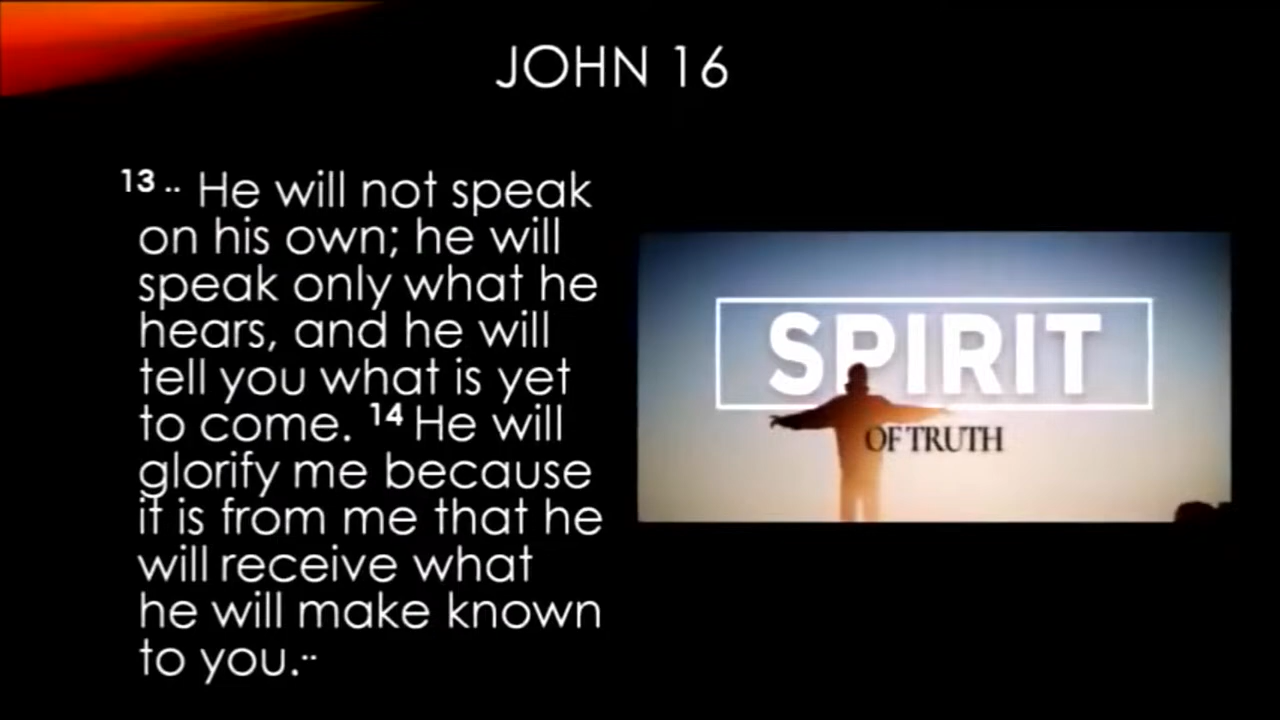 JOHN 16
13 .. He will not speak
on his own; he will
speak only what he
hears, and he will
tell you what is yet
to come. 14 He will
glorify me because
it is from me that he
will receive what
he will make known
to you...
SPIRIT
OF TRUTH